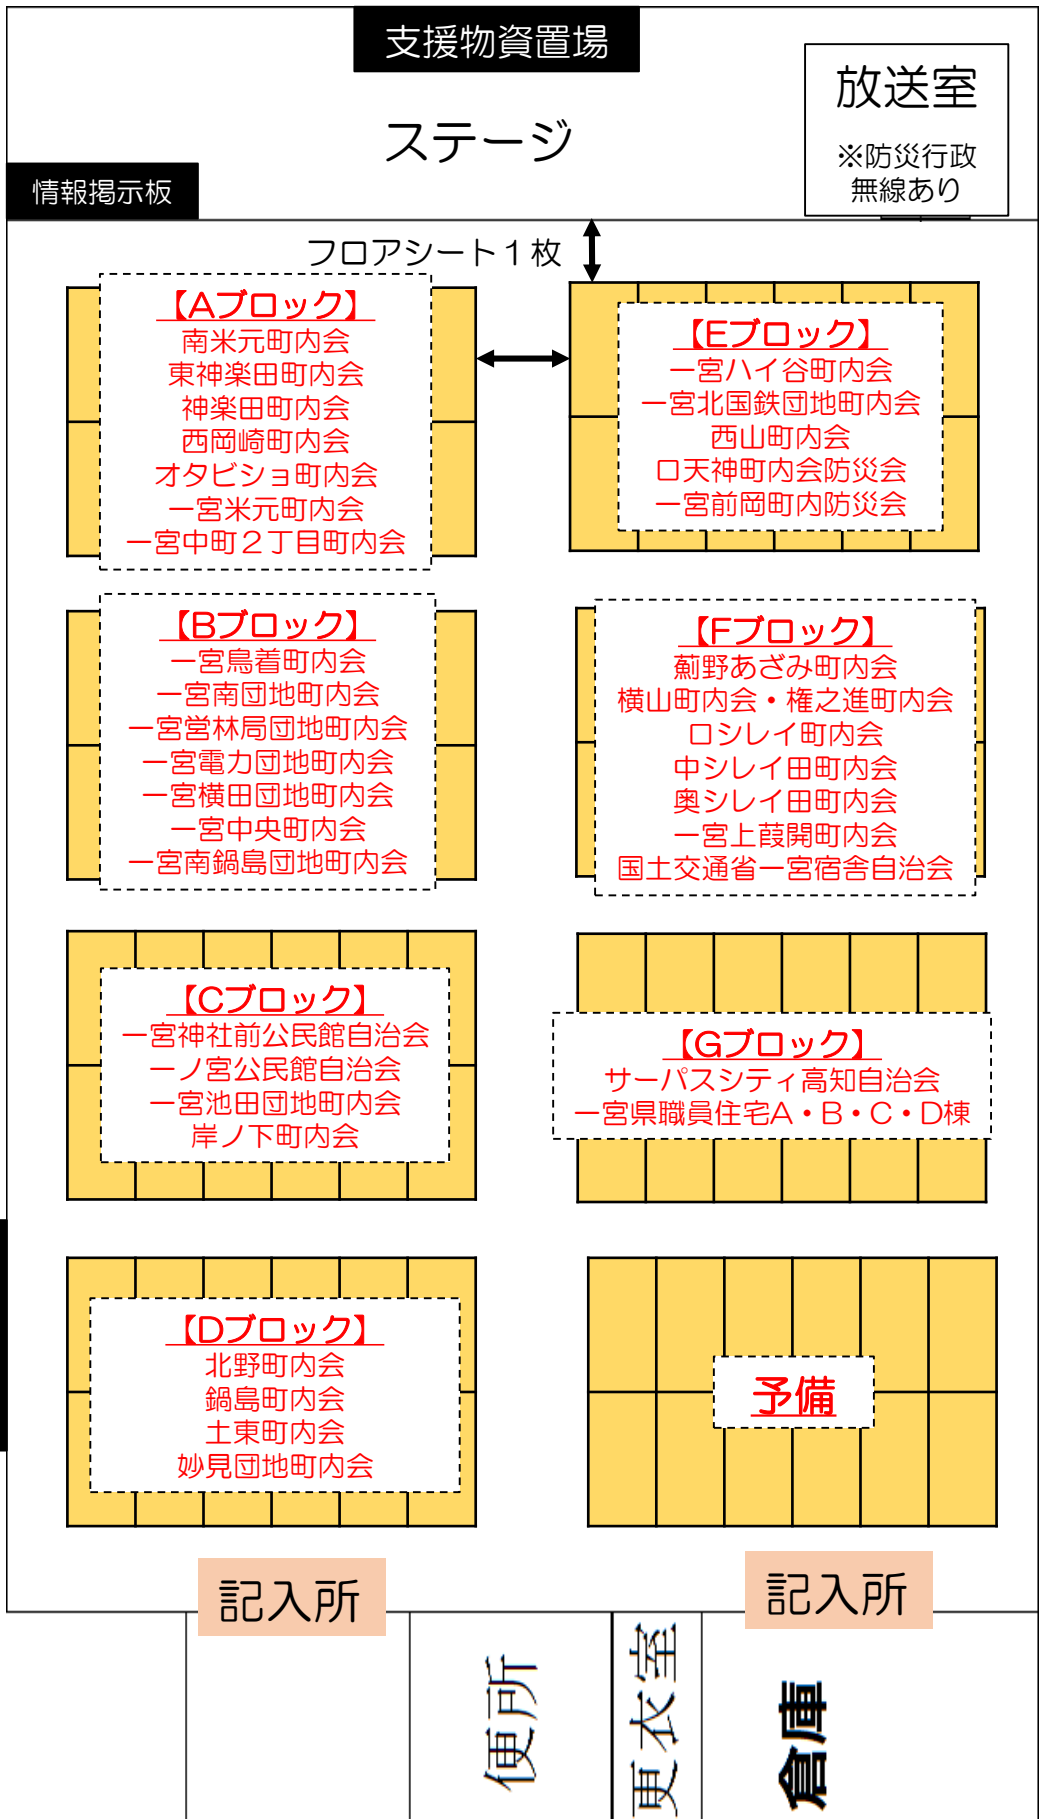 支援物資置場
放送室
※防災行政
無線あり
ステージ
情報掲示板
フロアシート1枚
【Aブロック】
南米元町内会
東神楽田町内会
神楽田町内会
西岡崎町内会
オタビショ町内会
一宮米元町内会
一宮中町2丁目町内会
【Eブロック】
一宮ハイ谷町内会
一宮北国鉄団地町内会
西山町内会
口天神町内会防災会
一宮前岡町内防災会
【Bブロック】
一宮鳥着町内会
一宮南団地町内会
一宮営林局団地町内会
一宮電力団地町内会
一宮横田団地町内会
一宮中央町内会
一宮南鍋島団地町内会
【Fブロック】
薊野あざみ町内会
横山町内会・権之進町内会
口シレイ町内会
中シレイ田町内会
奥シレイ田町内会
一宮上葭開町内会
国土交通省一宮宿舎自治会
【Cブロック】
一宮神社前公民館自治会
一ノ宮公民館自治会
一宮池田団地町内会
岸ノ下町内会
【Gブロック】
サーパスシティ高知自治会
一宮県職員住宅A・B・C・D棟
【Dブロック】
北野町内会
鍋島町内会
土東町内会
妙見団地町内会
予備
記入所
記入所
便所
更衣室
倉庫